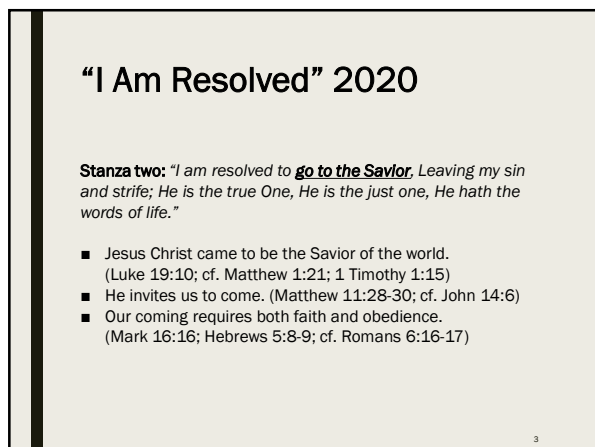 “I Am Resolved” 2020
Stanza two: “I am resolved to go to the Savior, Leaving my sin
and strife; He is the true One, He is the just one, He hath the
words of life.”
■ Jesus Christ came to be the Savior of the world.
(Luke 19:10; cf. Matthew 1:21; 1 Timothy 1:15)
■ He invites us to come. (Matthew 11:28-30; cf. John 14:6)
■ Our coming requires both faith and obedience.
(Mark 16:16; Hebrews 5:8-9; cf. Romans 6:16-17)
3